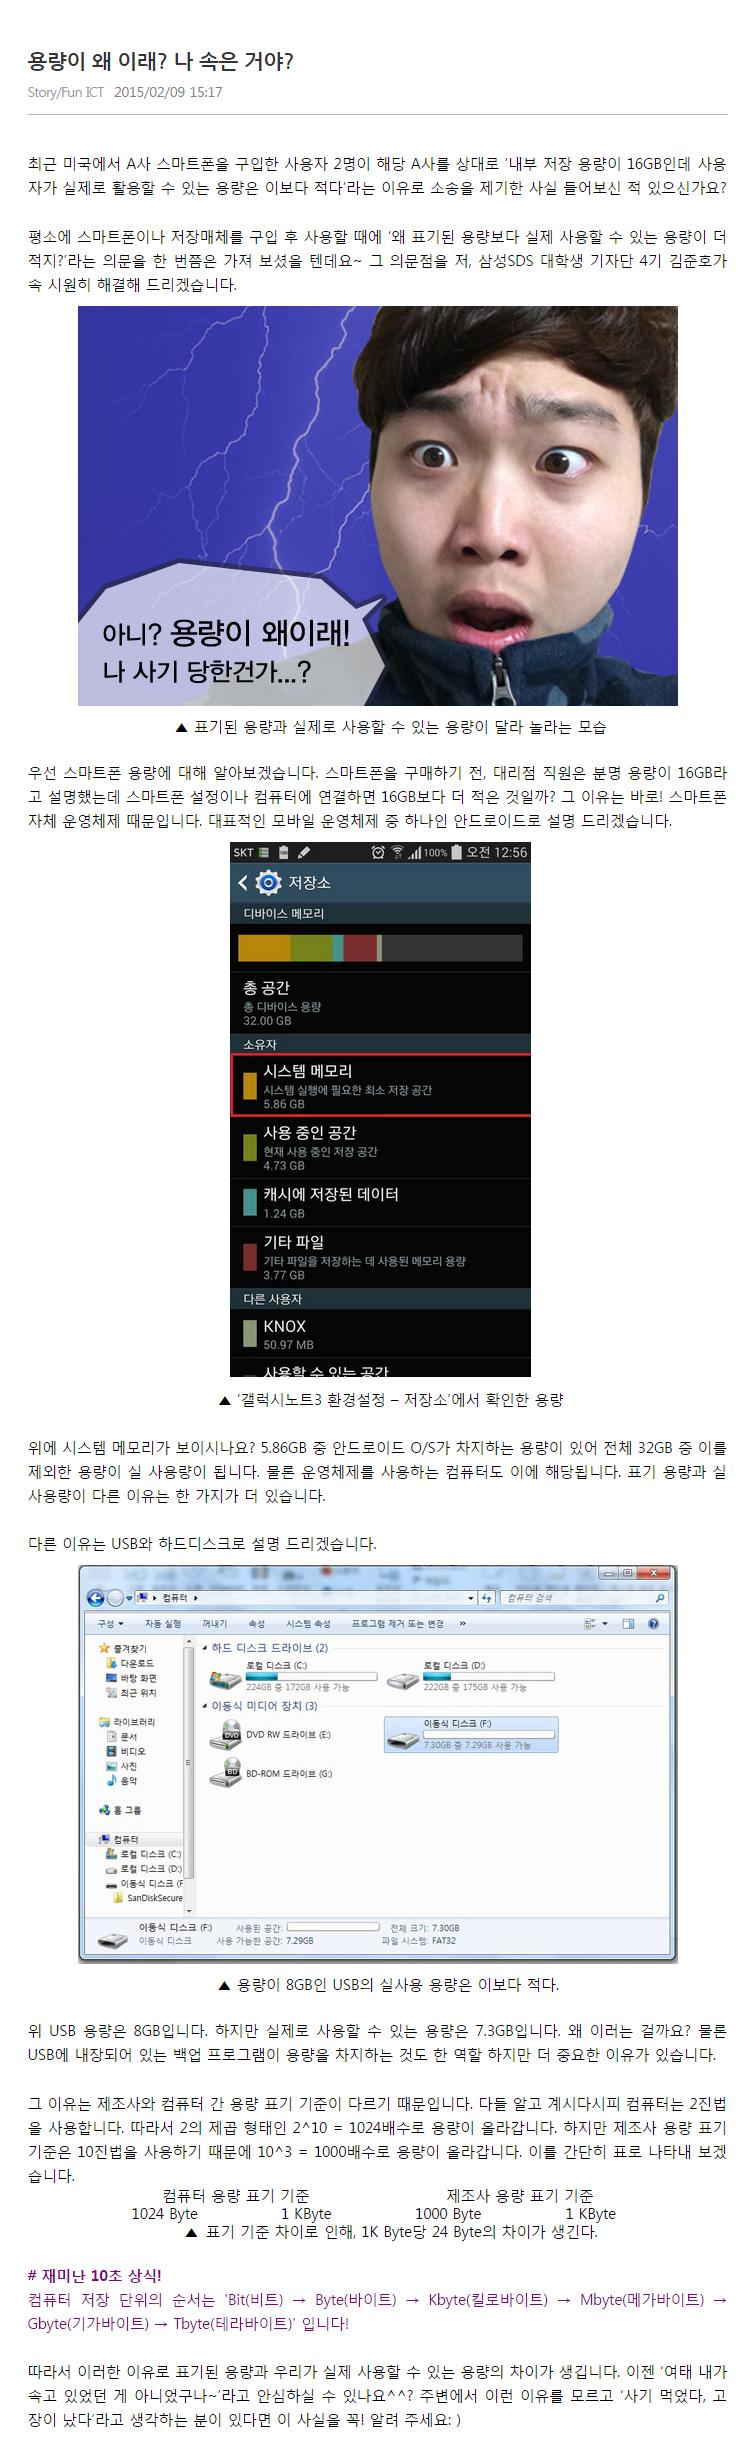 용량이 왜 이래? 나 속은 거야?
Story/Fun ICT 2015/02/09 15:17
최근 미국에서 A사 스마트폰을 구입한 사용자 2명이 해당 A사를 상대로 ‘내부 저장 용량이 16GB인데 사용
자가 실제로 활용할 수 있는 용량은 이보다 적다’라는 이유로 소송을 제기한 사실 들어보신 적 있으신가요?
평소에 스마트폰이나 저장매체를 구입 후 사용할 때에 ‘왜 표기된 용량보다 실제 사용할 수 있는 용량이 더
적지?’라는 의문을 한 번쯤은 가져 보셨을 텐데요~ 그 의문점을 저, 삼성SDS 대학생 기자단 4기 김준호가
속 시원히 해결해 드리겠습니다.
아니? 용량이 왜이래!
나 사기 당한건가...?
▲ 표기된 용량과 실제로 사용할 수 있는 용량이 달라 놀라는 모습
우선 스마트폰 용량에 대해 알아보겠습니다. 스마트폰을 구매하기 전, 대리점 직원은 분명 용량이 16GB라
고 설명했는데 스마트폰 설정이나 컴퓨터에 연결하면 16GB보다 더 적은 것일까? 그 이유는 바로! 스마트폰
자체 운영체제 때문입니다. 대표적인 모바일 운영체제 중 하나인 안드로이드로 설명 드리겠습니다.
SKT 100% 오전 12:56
저장소
디바이스 메모리
총 공간
총 디바이스 용량
32.00 GB
소유자
시스템 메모리
시스템 실행에 필요한 최소 저장 공간
5.86 GB
사용 중인 공간
현재 사용 중인 저장 공간
4.73 GB
캐시에 저장된 데이터
1.24 GB
기타 파일
기타 파일을 저장하는 데 사용된 메모리 용량
3.77 GB
다른 사용자
KNOX
50.97 MB
사용할 수 있는 공간
▲ ‘갤럭시노트3 환경설정 – 저장소’에서 확인한 용량
위에 시스템 메모리가 보이시나요? 5.86GB 중 안드로이드 O/S가 차지하는 용량이 있어 전체 32GB 중 이를
제외한 용량이 실 사용량이 됩니다. 물론 운영체제를 사용하는 컴퓨터도 이에 해당됩니다. 표기 용량과 실
사용량이 다른 이유는 한 가지가 더 있습니다.
다른 이유는 USB와 하드디스크로 설명 드리겠습니다.
컴퓨터 컴퓨터 검색
구성 자동 실행 꺼내기 속성 시스템 속성 프로그램 제거 또는 변경 »
즐겨찾기
다운로드
바탕 화면
최근 위치
라이브러리
문서
비디오
사진
음악
홈 그룹
컴퓨터
로컬 디스크 (C:)
로컬 디스크 (D:)
이동식 디스크 (F
SanDiskSecure
하드 디스크 드라이브 (2)
로컬 디스크 (C:) 로컬 디스크 (D:)
224GB 중 172GB 사용 가능 222GB 중 175GB 사용 가능
이동식 미디어 장치 (3)
DVD RW 드라이브 (E:) 이동식 디스크 (F:)
7.30GB 중 7.29GB 사용 가능
BD-ROM 드라이브 (G:)
이동식 디스크 (F:) 사용된 공간: 전체 크기: 7.30GB
이동식 디스크 사용 가능한 공간: 7.29GB 파일 시스템: FAT32
▲ 용량이 8GB인 USB의 실사용 용량은 이보다 적다.
위 USB 용량은 8GB입니다. 하지만 실제로 사용할 수 있는 용량은 7.3GB입니다. 왜 이러는 걸까요? 물론
USB에 내장되어 있는 백업 프로그램이 용량을 차지하는 것도 한 역할 하지만 더 중요한 이유가 있습니다.
그 이유는 제조사와 컴퓨터 간 용량 표기 기준이 다르기 때문입니다. 다들 알고 계시다시피 컴퓨터는 2진법
을 사용합니다. 따라서 2의 제곱 형태인 2^10 = 1024배수로 용량이 올라갑니다. 하지만 제조사 용량 표기
기준은 10진법을 사용하기 때문에 10^3 = 1000배수로 용량이 올라갑니다. 이를 간단히 표로 나타내 보겠
습니다.
컴퓨터 용량 표기 기준 제조사 용량 표기 기준
1024 Byte 1 KByte 1000 Byte 1 KByte
▲ 표기 기준 차이로 인해, 1K Byte당 24 Byte의 차이가 생긴다.
# 재미난 10초 상식!
컴퓨터 저장 단위의 순서는 'Bit(비트) → Byte(바이트) → Kbyte(킬로바이트) → Mbyte(메가바이트) →
Gbyte(기가바이트) → Tbyte(테라바이트)' 입니다!
따라서 이러한 이유로 표기된 용량과 우리가 실제 사용할 수 있는 용량의 차이가 생깁니다. 이젠 ‘여태 내가
속고 있었던 게 아니었구나~’라고 안심하실 수 있나요^^? 주변에서 이런 이유를 모르고 ‘사기 먹었다, 고
장이 났다’라고 생각하는 분이 있다면 이 사실을 꼭! 알려 주세요: )